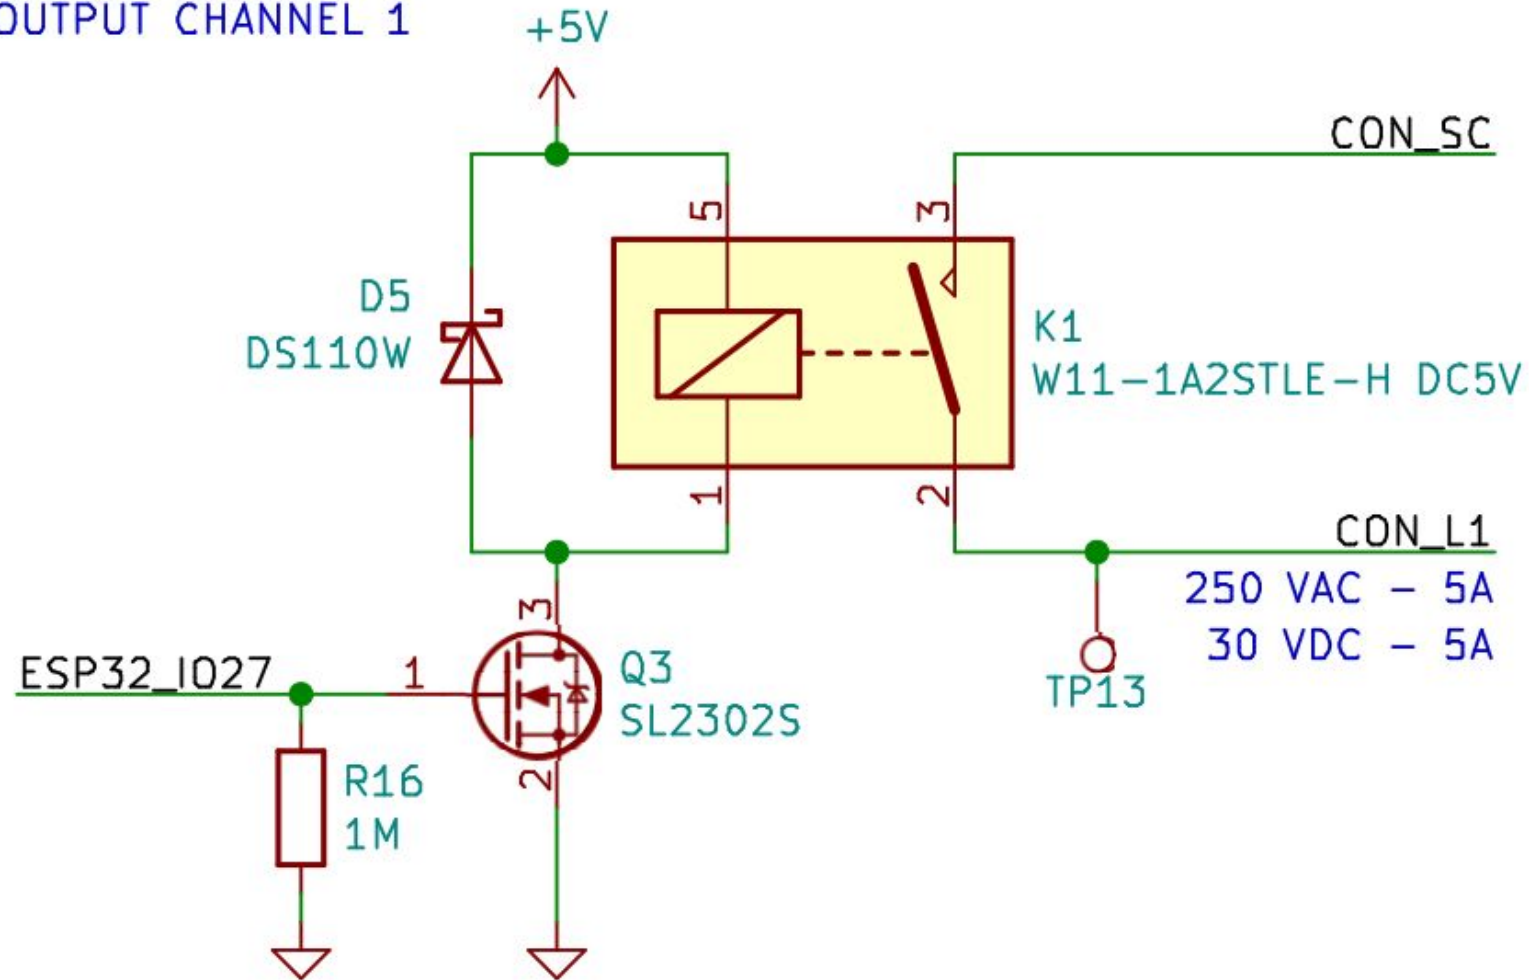 OUTPUT CHANNEL 1
+5V
CON_SC
5
3
D5
DS110W
K1
W11-1A2STLE-H DC5V
1
2
CON_L1
250 VAC - 5A
30 VDC - 5A
3
ESP32_IO27
1
Q3
SL2302S
TP13
2
R16
1M